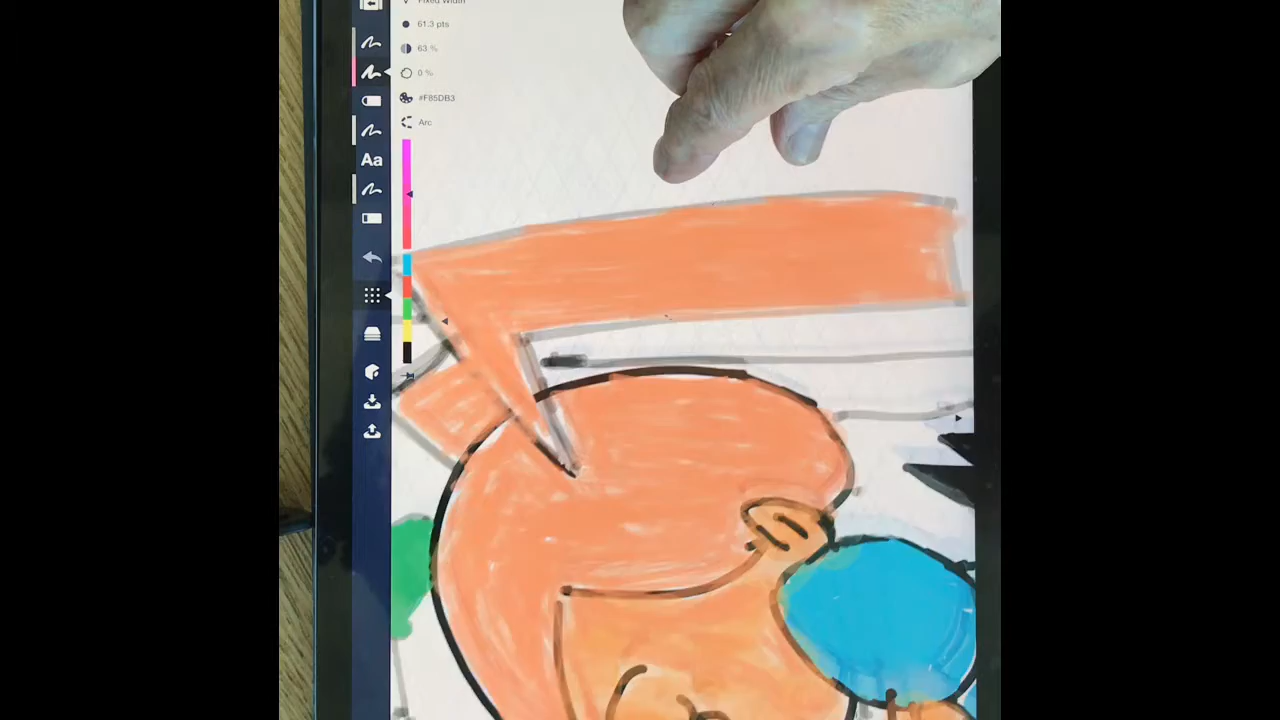 Fixed Width
61.3 pts
63 %
0 %
#F85DB3
Arc
Aa